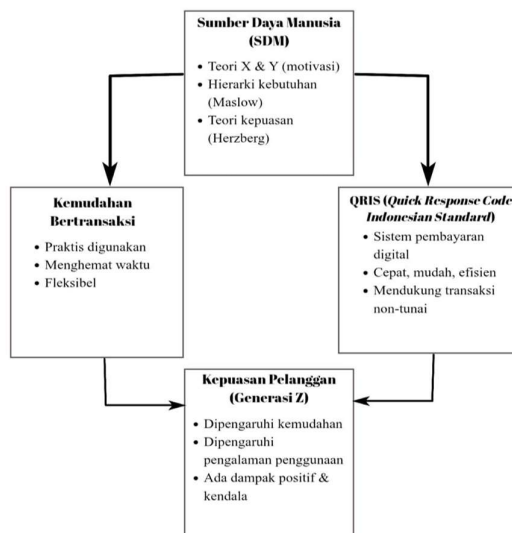 Sumber Daya Manusia
(SDM)
• Teori X & Y (motivasi)
• Hierarki kebutuhan
(Maslow)
• Teori kepuasan
(Herzberg)
Kemudahan
Bertransaksi
• Praktis digunakan
• Menghemat waktu
• Fleksibel
QRIS (Quick Response Code
Indonesian Standard)
• Sistem pembayaran
digital
• Cepat, mudah, efisien
• Mendukung transaksi
non-tunai
Kepuasan Pelanggan
(Generasi Z)
• Dipengaruhi kemudahan
• Dipengaruhi
pengalaman penggunaan
• Ada dampak positif &
kendala